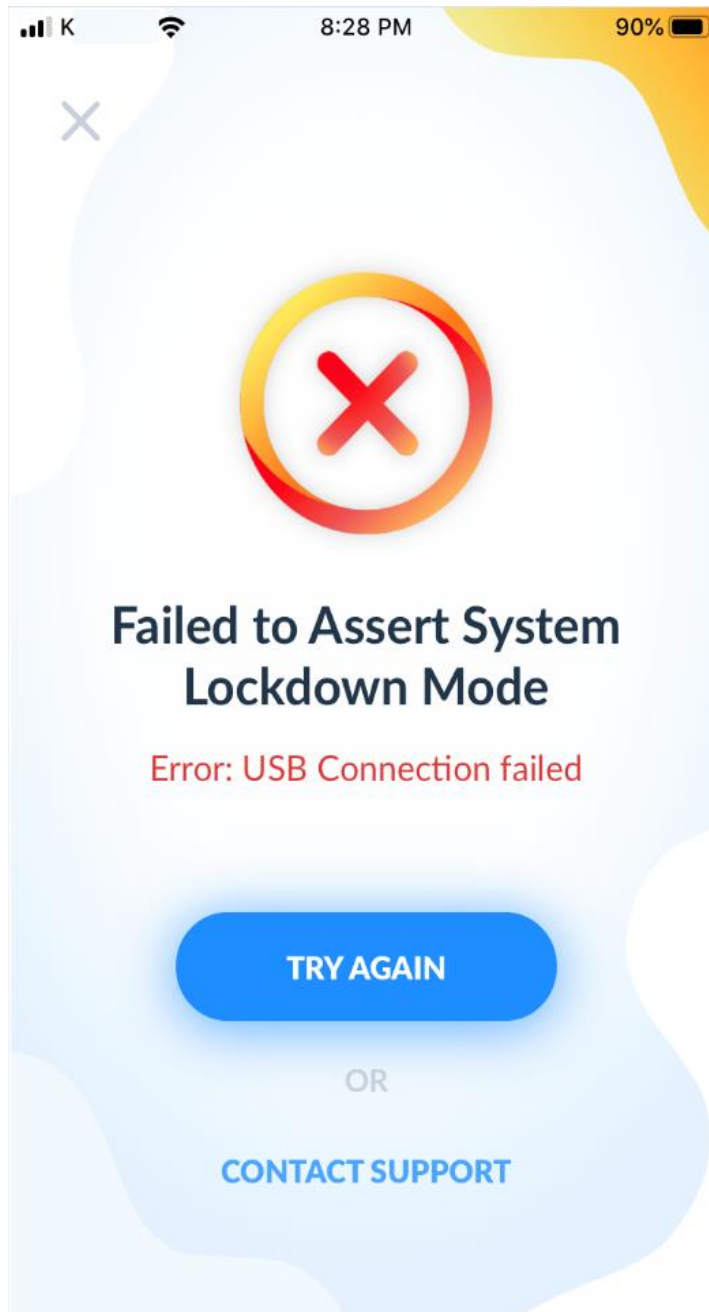 K 8:28 PM 90%
Failed to Assert System
Lockdown Mode
Error: USB Connection failed
TRY AGAIN
OR
CONTACT SUPPORT